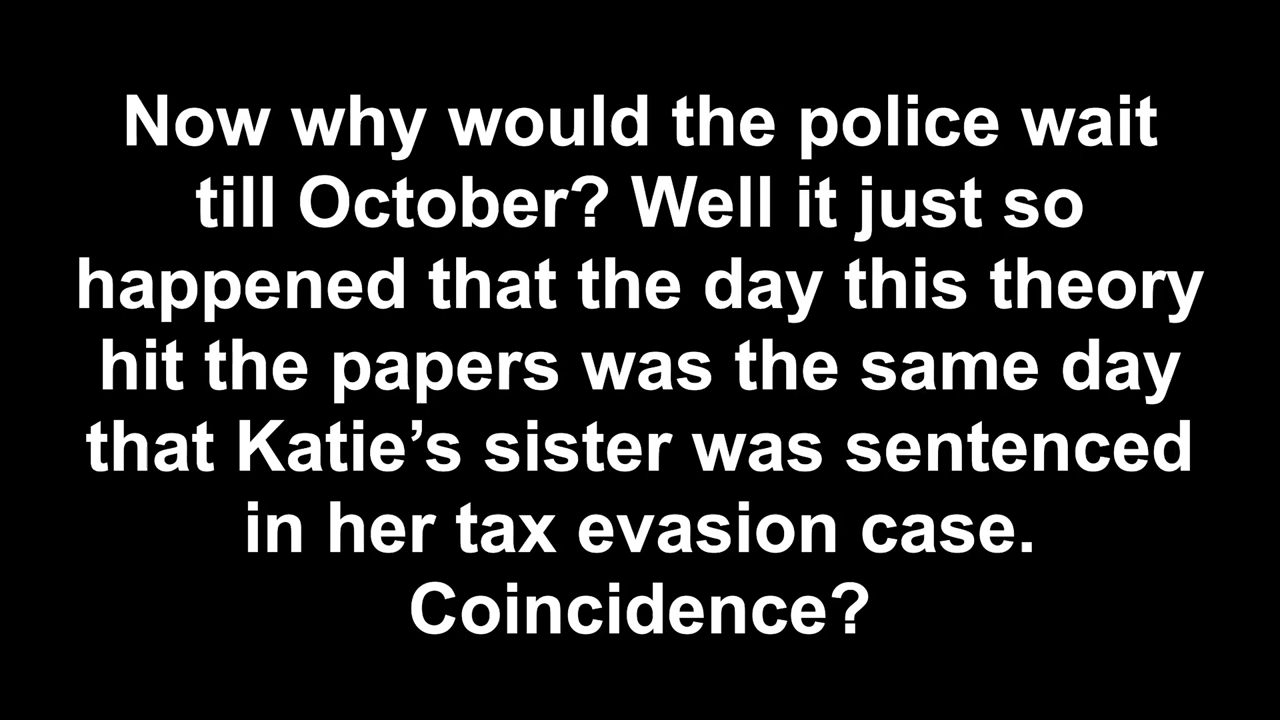 Now why would the police wait
till October? Well it just so
happened that the day this theory
hit the papers was the same day
that Katie’s sister was sentenced
in her tax evasion case.
Coincidence?